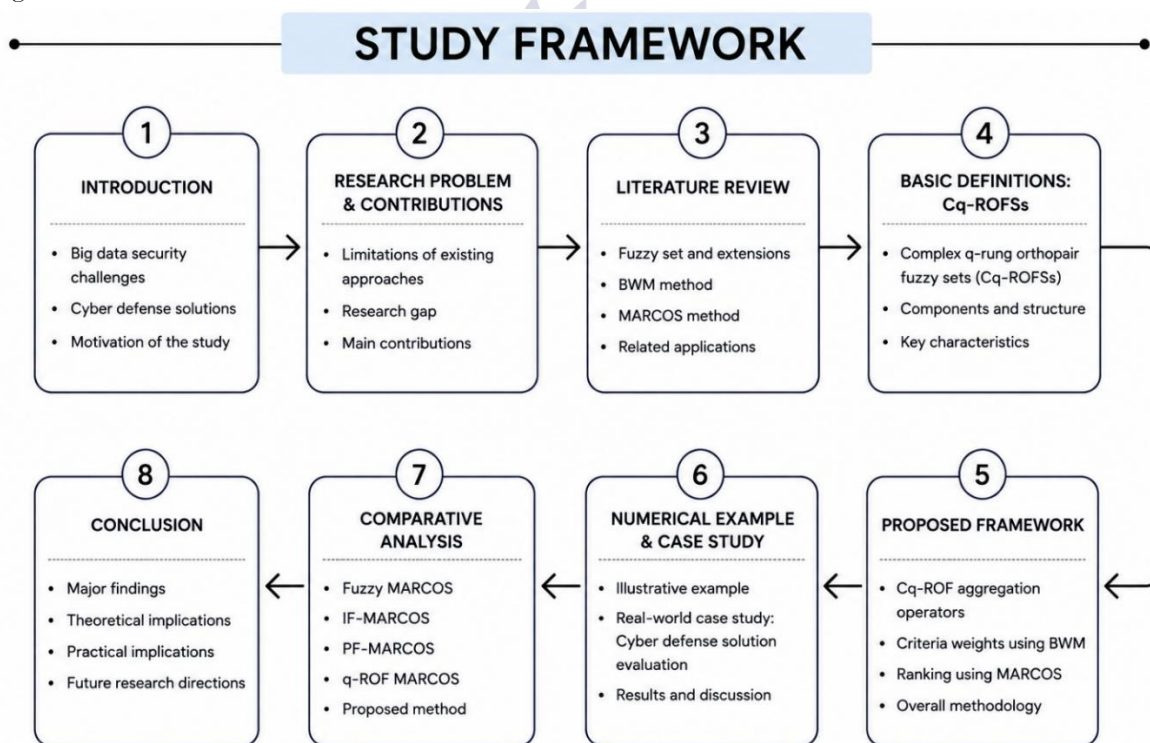 STUDY FRAMEWORK
1
INTRODUCTION
• Big data security
challenges
• Cyber defense solutions
• Motivation of the study
2
RESEARCH PROBLEM
& CONTRIBUTIONS
• Limitations of existing
approaches
• Research gap
• Main contributions
3
LITERATURE REVIEW
• Fuzzy set and extensions
• BWM method
• MARCOS method
• Related applications
4
BASIC DEFINITIONS:
Cq-ROFSs
• Complex q-rung orthopair
fuzzy sets (Cq-ROFSs)
• Components and structure
• Key characteristics
5
PROPOSED FRAMEWORK
• Cq-ROF aggregation
operators
• Criteria weights using BWM
• Ranking using MARCOS
• Overall methodology
6
NUMERICAL EXAMPLE
& CASE STUDY
• Illustrative example
• Real-world case study:
Cyber defense solution
evaluation
• Results and discussion
7
COMPARATIVE
ANALYSIS
• Fuzzy MARCOS
• IF-MARCOS
• PF-MARCOS
• q-ROF MARCOS
• Proposed method
8
CONCLUSION
• Major findings
• Theoretical implications
• Practical implications
• Future research directions